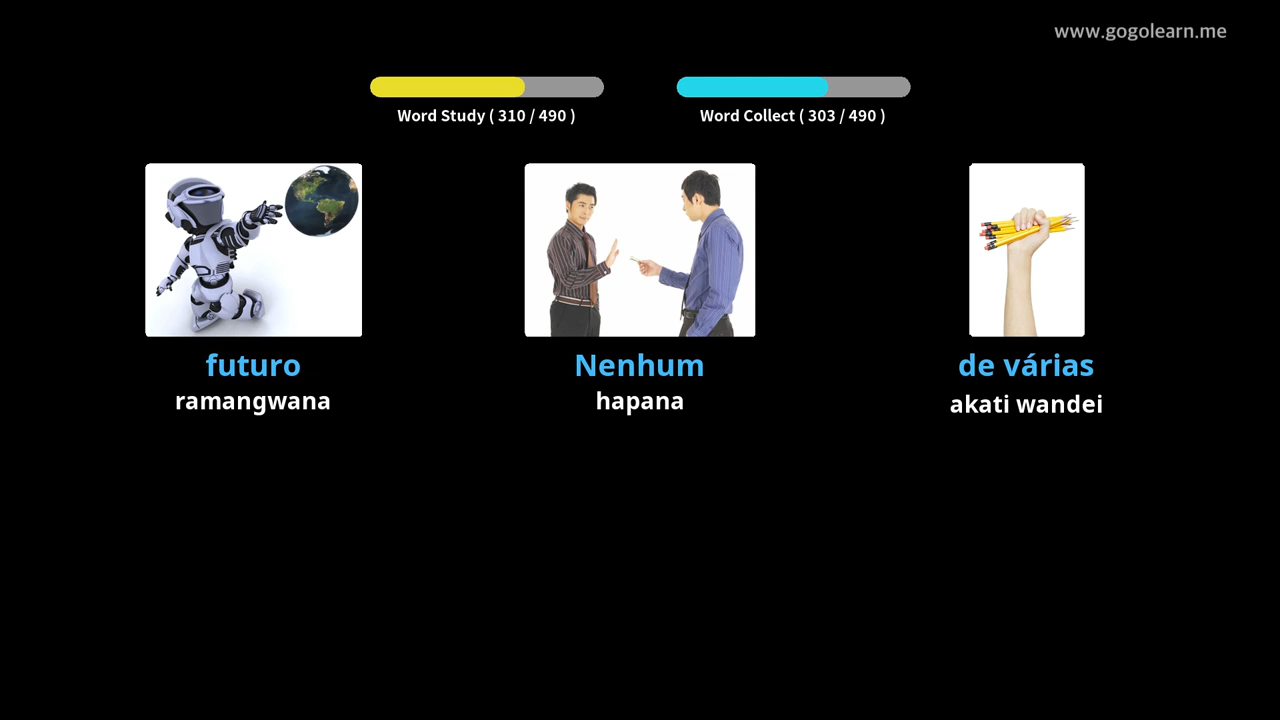 www.gogolearn.me
Word Study ( 310 / 490 )
Word Collect ( 303 / 490 )
futuro
ramangwana
Nenhum
hapana
de várias
akati wandei